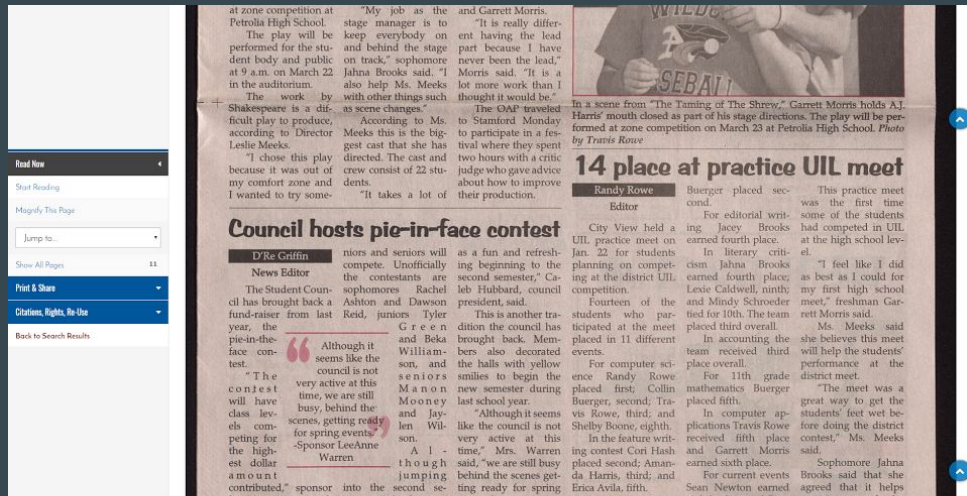 Read Now
Start Reading
Magnify This Page
Jump to...
Show All Pages 11
Print & Share
Citations, Rights, Re-Use
Back to Search Results
at zone competition at
Petrolia High School.
The play will be
performed for the stu-
dent body and public
at 9 a.m. on March 22
in the auditorium.
The work by
Shakespeare is a dif-
ficult play to produce,
according to Director
Leslie Meeks.
"I chose this play
because it was out of
my comfort zone and
I wanted to try some-
"My job as the
stage manager is to
keep everybody on
and behind the stage
on track," sophomore
Jahna Brooks said. "I
also help Ms. Meeks
with other things such
as scene changes."
According to Ms.
Meeks this is the big-
gest cast that she has
directed. The cast and
crew consist of 22 stu-
dents.
"It takes a lot of
and Garrett Morris.
"It is really differ-
ent having the lead
part because I have
never been the lead,"
Morris said. "It is a
lot more work than I
thought it would be."
The OAP traveled
to Stamford Monday
to participate in a fes-
tival where they spent
two hours with a critic
judge who gave advice
about how to improve
their production.
WILDC
SEBALL
In a scene from "The Taming of The Shrew," Garrett Morris holds A.J.
Harris' mouth closed as part of his stage directions. The play will be per-
formed at zone competition on March 23 at Petrolia High School. Photo
by Travis Rowe
Council hosts pie-in-face contest
D'Re Griffin
News Editor
The Student Coun-
cil has brought back a
fund-raiser from last
year, the
pie-in-the-
face con-
test.
"The
contest
will have
class lev-
els com-
peting for
the high-
est dollar
amount
contributed," sponsor
Although it
seems like the
council is not
very active at this
time, we are still
busy, behind the
scenes, getting ready
for spring events.
-Sponsor LeeAnne
Warren
niors and seniors will
compete. Unofficially
the contestants are
sophomores Rachel
Ashton and Dawson
Reid, juniors Tyler
Green
and Beka
William-
son, and
seniors
Manon
Mooney
and Jay-
len Wil-
son.
Al-
though
jumping
into the second se-
as a fun and refresh-
ing beginning to the
second semester," Ca-
leb Hubbard, council
president, said.
This is another tra-
dition the council has
brought back. Mem-
bers also decorated
the halls with yellow
smilies to begin the
new semester during
last school year.
"Although it seems
like the council is not
very active at this
time," Mrs. Warren
said, "we are still busy
behind the scenes get-
ting ready for spring
14 place at practice UIL meet
Randy Rowe
Editor
City View held a
UIL practice meet on
Jan. 22 for students
planning on compet-
ing at the district UIL
competition.
Fourteen of the
students who par-
ticipated at the meet
placed in 11 different
events.
For computer sci-
ence Randy Rowe
placed first; Collin
Buerger, second; Tra-
vis Rowe, third; and
Shelby Boone, eighth.
In the feature writ-
ing contest Cori Hash
placed second; Aman-
da Harris, third; and
Erica Avila, fifth.
Buerger placed sec-
cond.
For editorial writ-
ing Jacey Brooks
earned fourth place.
In literary criti-
cism Jahna Brooks
earned fourth place;
Lexie Caldwell, ninth;
and Mindy Schroeder
tied for 10th. The team
placed third overall.
In accounting the
team received third
place overall.
For 11th grade
mathematics Buerger
placed fifth.
In computer ap-
plications Travis Rowe
received fifth place
and Garrett Morris
earned sixth place.
For current events
Sean Newton earned
This practice meet
was the first time
some of the students
had competed in UIL
at the high school lev-
el.
"I feel like I did
as best as I could for
my first high school
meet," freshman Gar-
rett Morris said.
Ms. Meeks said
she believes this meet
will help the students'
performance at the
district meet.
"The meet was a
great way to get the
students' feet wet be-
fore doing the district
contest," Ms. Meeks
said.
Sophomore Jahna
Brooks said that she
agreed that it helps